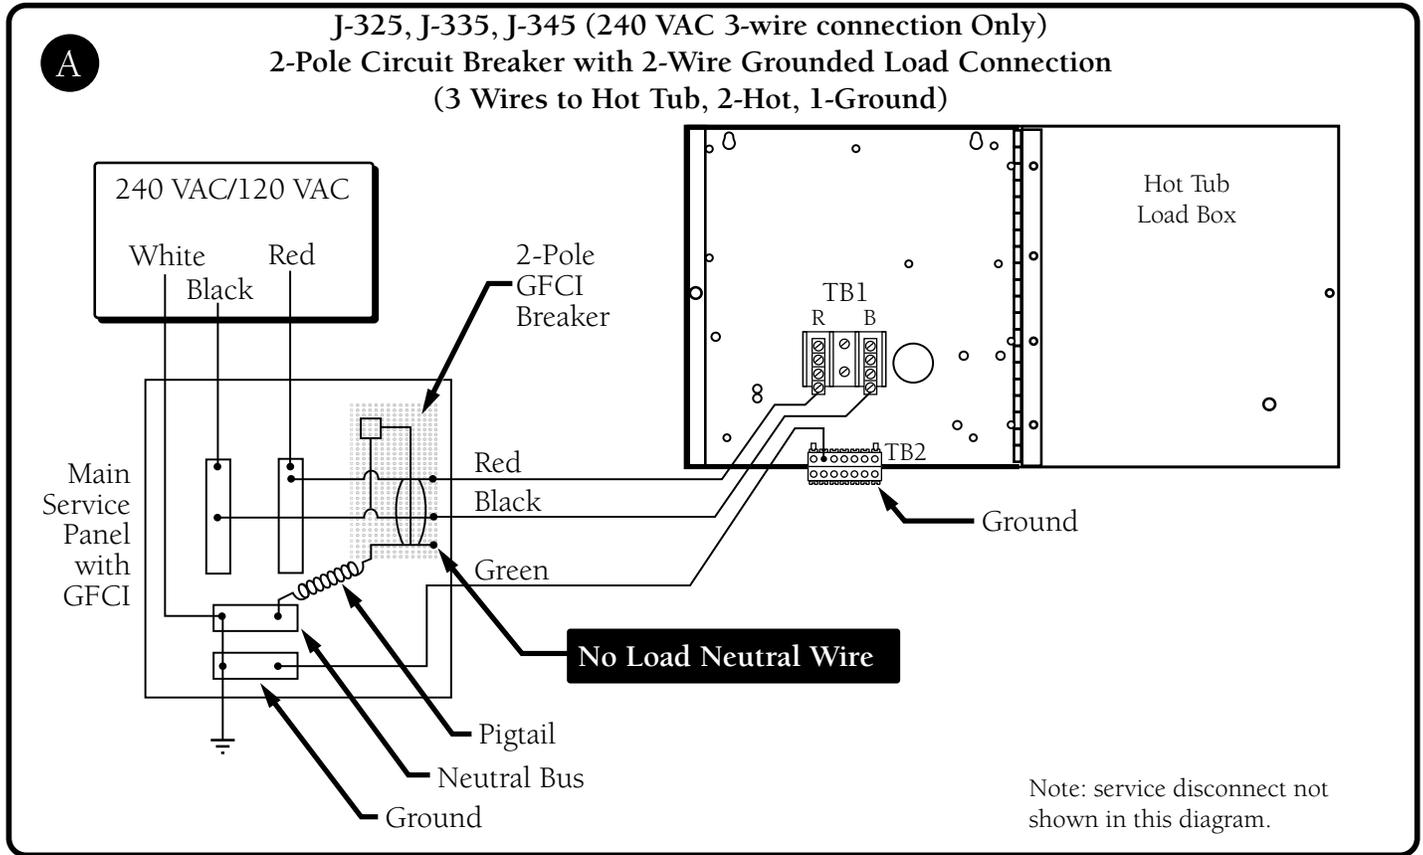 A
J-325, J-335, J-345 (240 VAC 3-wire connection Only)
2-Pole Circuit Breaker with 2-Wire Grounded Load Connection
(3 Wires to Hot Tub, 2-Hot, 1-Ground)
240 VAC/120 VAC
White
Black
Red
2-Pole
GFCI
Breaker
Hot Tub
Load Box
TB1
R B
TB2
Ground
Main
Service
Panel
with
GFCI
Red
Black
Green
No Load Neutral Wire
Pigtail
Neutral Bus
Ground
Note: service disconnect not
shown in this diagram.